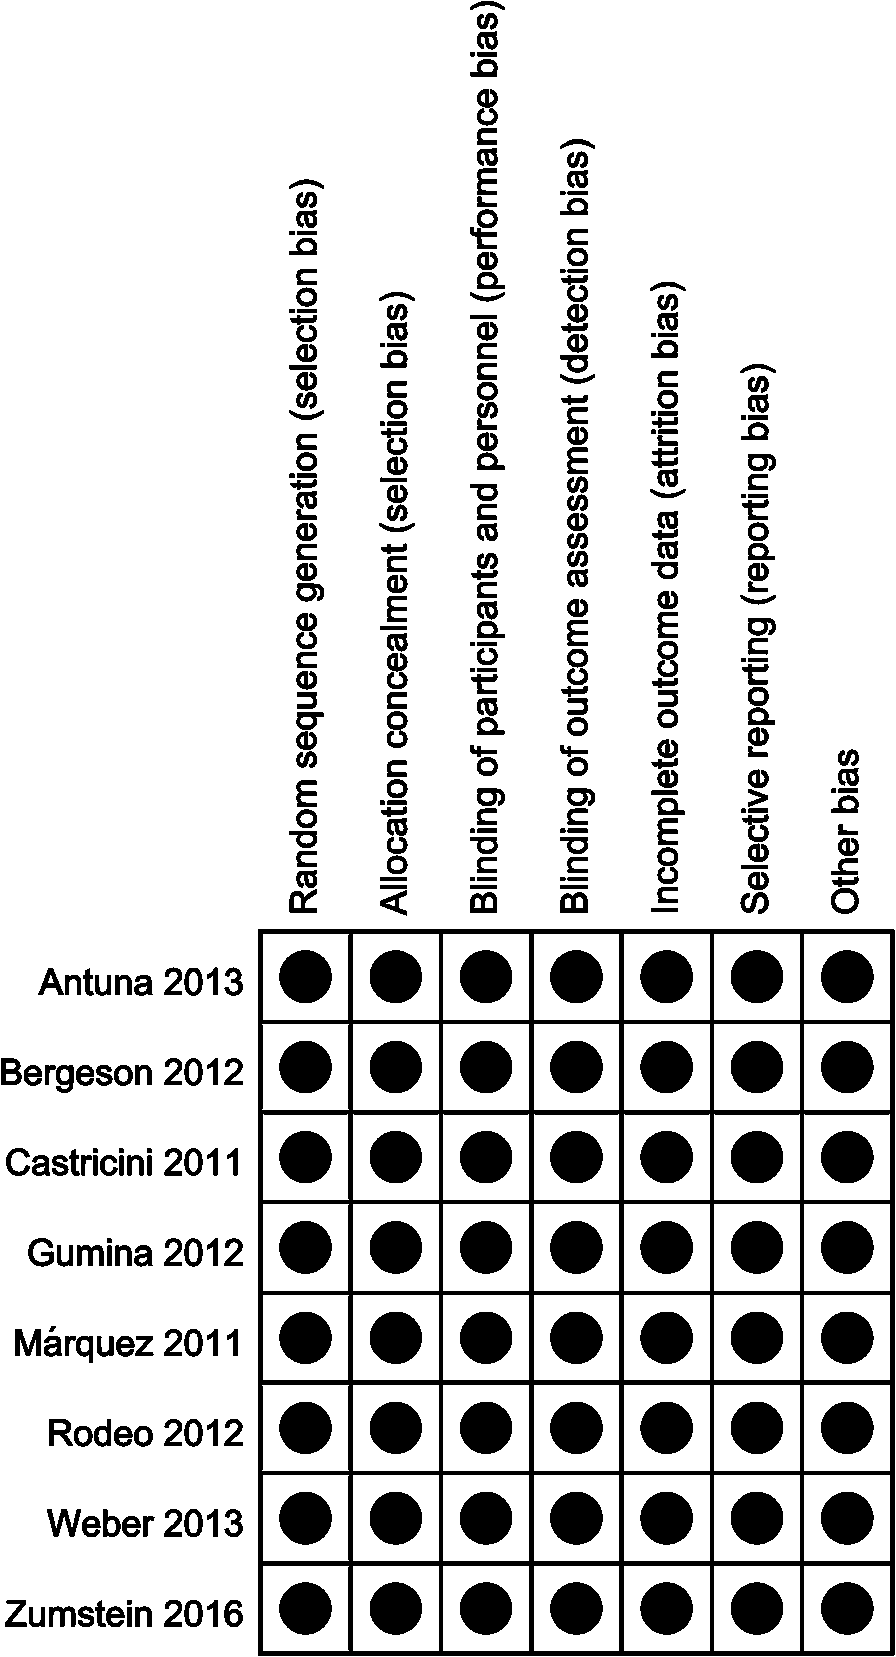 Random sequence generation (selection bias)
Allocation concealment (selection bias)
Blinding of participants and personnel (performance bias)
Blinding of outcome assessment (detection bias)
Incomplete outcome data (attrition bias)
Selective reporting (reporting bias)
Other bias
Antuna 2013
Bergeson 2012
Castricini 2011
Gumina 2012
Márquez 2011
Rodeo 2012
Weber 2013
Zumstein 2016